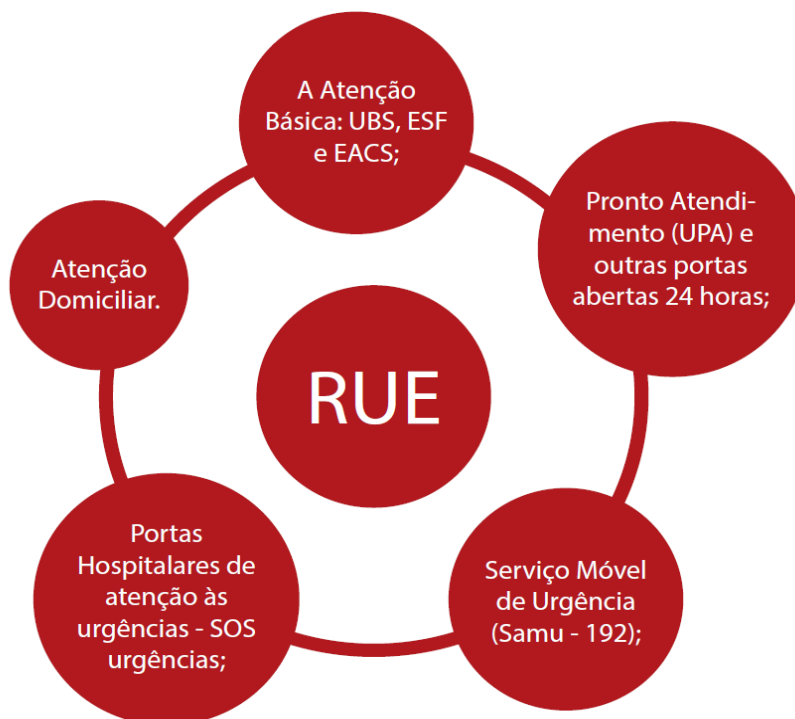 A Atenção
Básica: UBS, ESF
e EACS;
Pronto Atendi-
mento (UPA) e
outras portas
abertas 24 horas;
Atenção
Domiciliar.
RUE
Portas
Hospitalares de
atenção às
urgências - SOS
urgências;
Serviço Móvel
de Urgência
(Samu - 192);